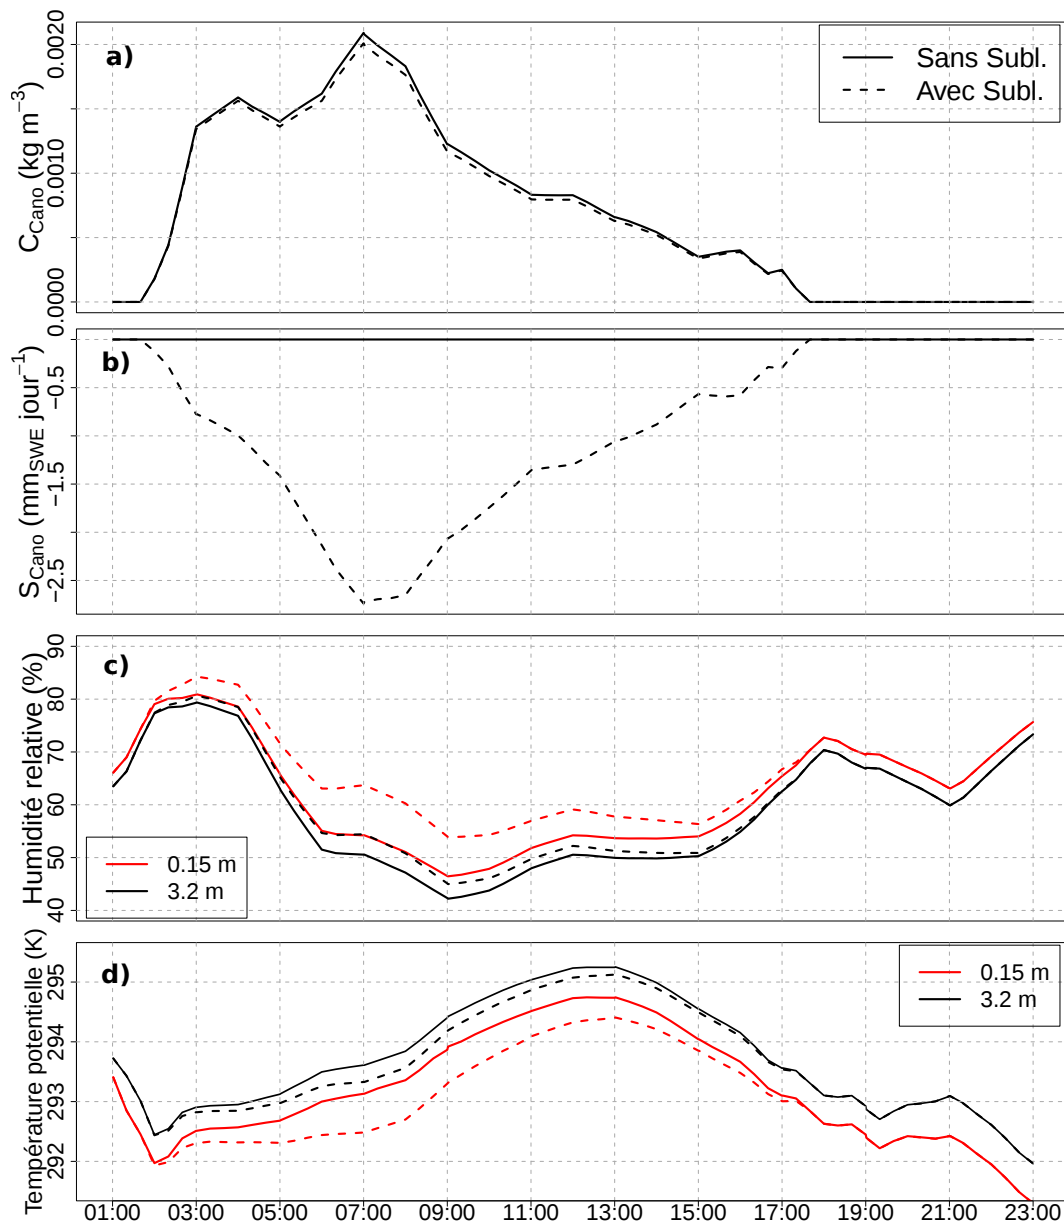 a)
C_Cano (kg m⁻³)
0.0020
0.0010
0.0000
Sans Subl.
Avec Subl.
b)
S_Cano (mm_SWE jour⁻¹)
0.0
−0.5
−1.5
−2.5
c)
Humidité relative (%)
90
80
70
60
50
40
0.15 m
3.2 m
d)
Température potentielle (K)
295
294
293
292
0.15 m
3.2 m
01:00 03:00 05:00 07:00 09:00 11:00 13:00 15:00 17:00 19:00 21:00 23:00